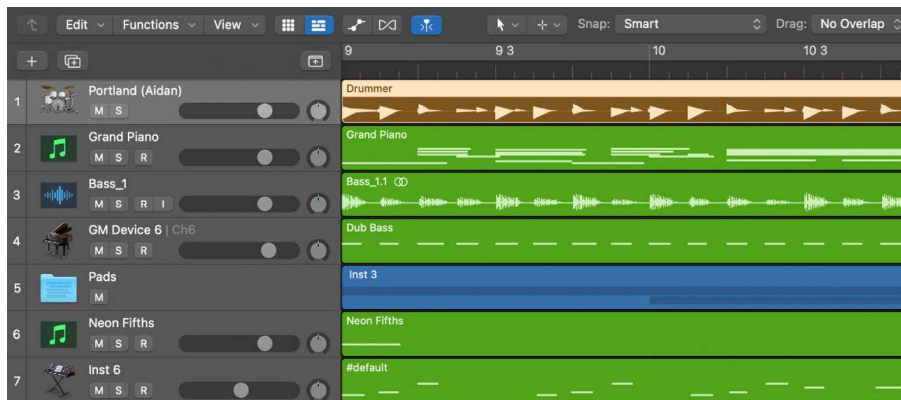 Edit Functions View Snap: Smart Drag: No Overlap
9 9 3 10 10 3
1 Portland (Aidan) Drummer
M S
2 Grand Piano Grand Piano
M S R
3 Bass_1 Bass_1.1
M S R I
4 GM Device 6 | Ch6 Dub Bass
M S R
5 Pads Inst 3
M
6 Neon Fifths Neon Fifths
M S R
7 Inst 6 #default
M S R